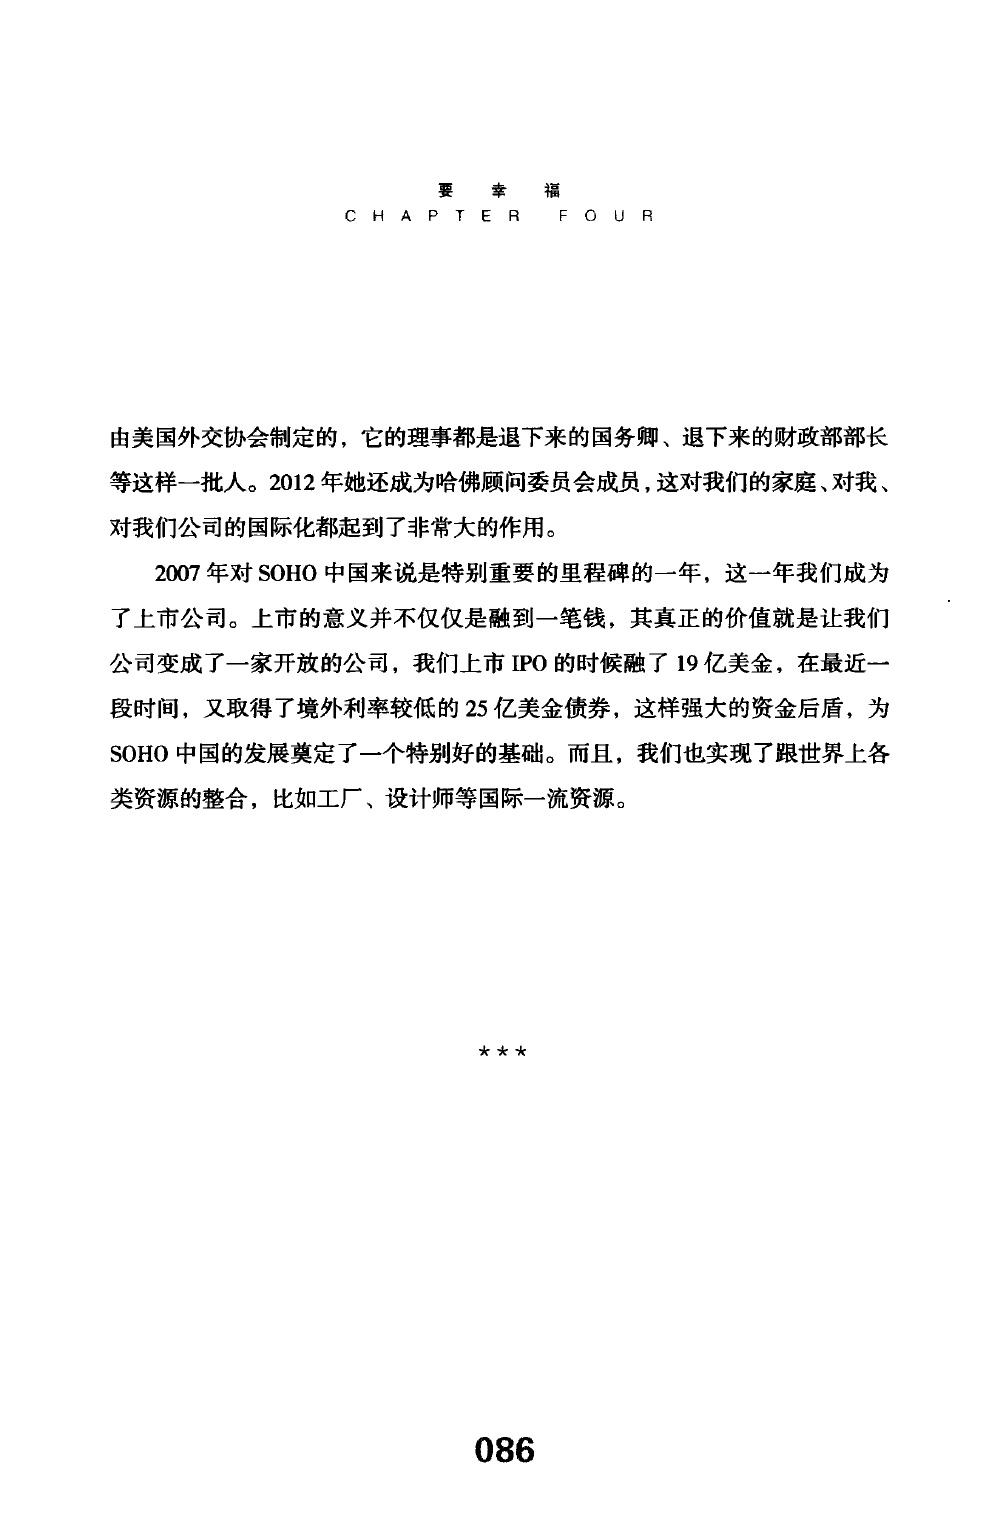 要 幸 福
CHAPTER FOUR
由美国外交协会制定的，它的理事都是退下来的国务卿、退下来的财政部部长
等这样一批人。2012 年她还成为哈佛顾问委员会成员，这对我们的家庭、对我、
对我们公司的国际化都起到了非常大的作用。
2007 年对 SOHO 中国来说是特别重要的里程碑的一年，这一年我们成为
了上市公司。上市的意义并不仅仅是融到一笔钱，其真正的价值就是让我们
公司变成了一家开放的公司，我们上市 IPO 的时候融了 19 亿美金，在最近一
段时间，又取得了境外利率较低的 25 亿美金债券，这样强大的资金后盾，为
SOHO 中国的发展奠定了一个特别好的基础。而且，我们也实现了跟世界上各
类资源的整合，比如工厂、设计师等国际一流资源。
***
086